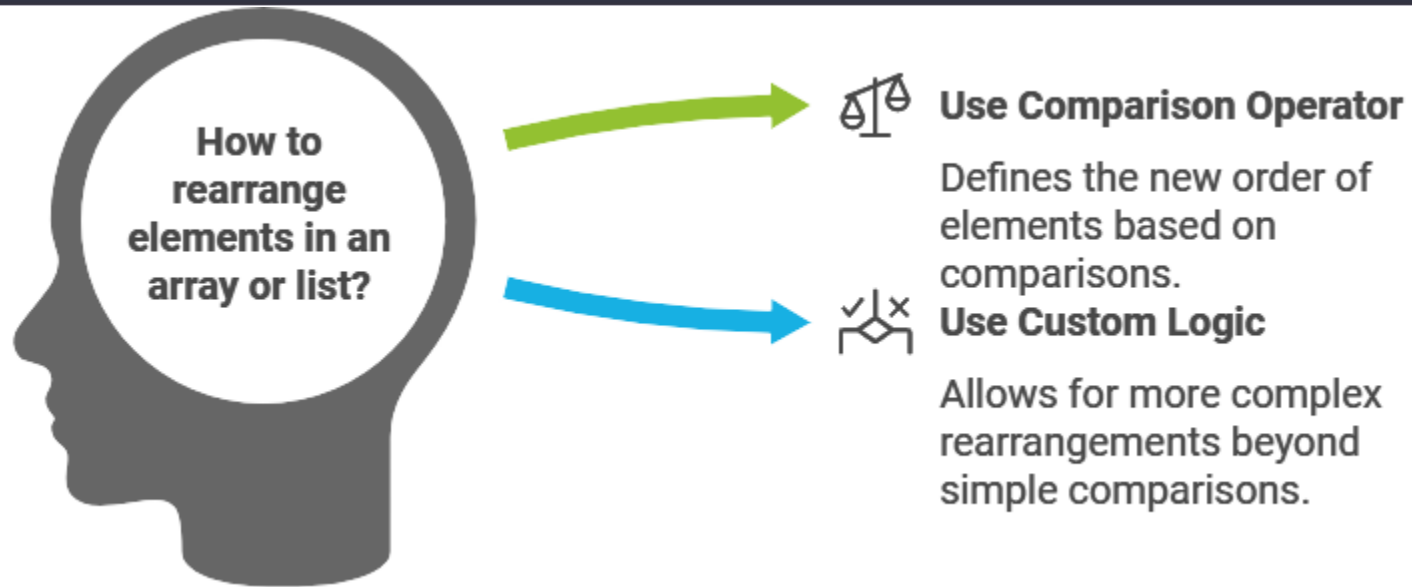 How to
rearrange
elements in an
array or list?
Use Comparison Operator
Defines the new order of
elements based on
comparisons.
Use Custom Logic
Allows for more complex
rearrangements beyond
simple comparisons.